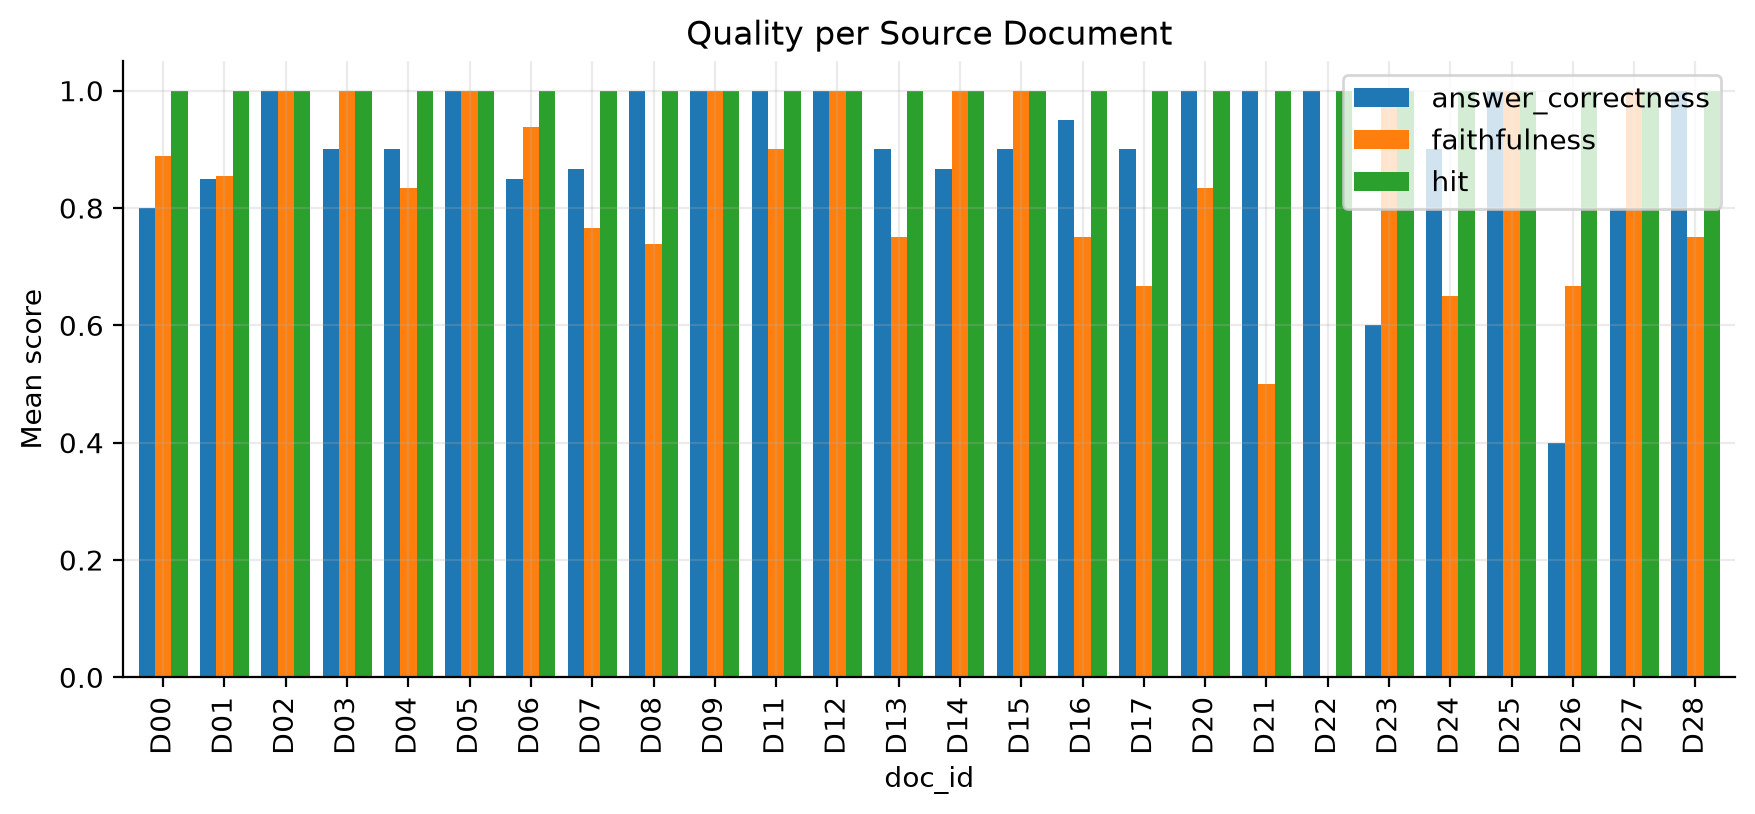 Quality per Source Document
answer_correctness
faithfulness
hit
Mean score
1.0
0.8
0.6
0.4
0.2
0.0
D00
D01
D02
D03
D04
D05
D06
D07
D08
D09
D11
D12
D13
D14
D15
D16
D17
D20
D21
D22
D23
D24
D25
D26
D27
D28
doc_id